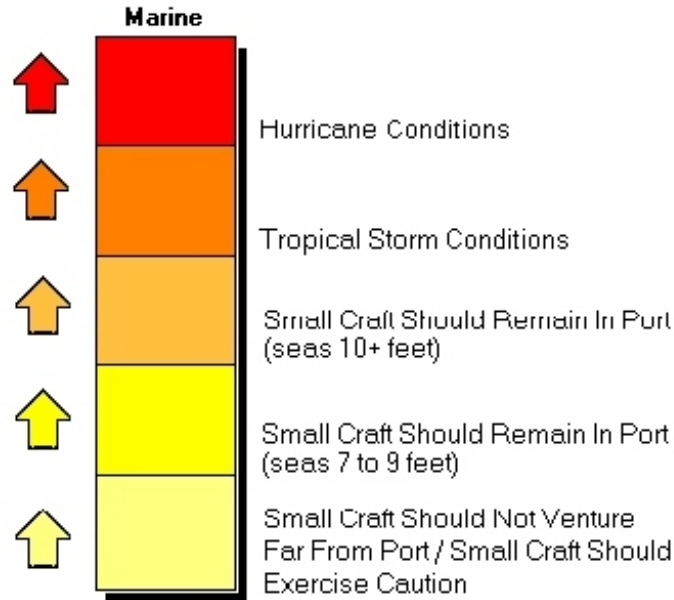 Marine
Hurricane Conditions
Tropical Storm Conditions
Small Craft Should Remain In Port
(seas 10+ feet)
Small Craft Should Remain In Port
(seas 7 to 9 feet)
Small Craft Should Not Venture
Far From Port / Small Craft Should
Exercise Caution